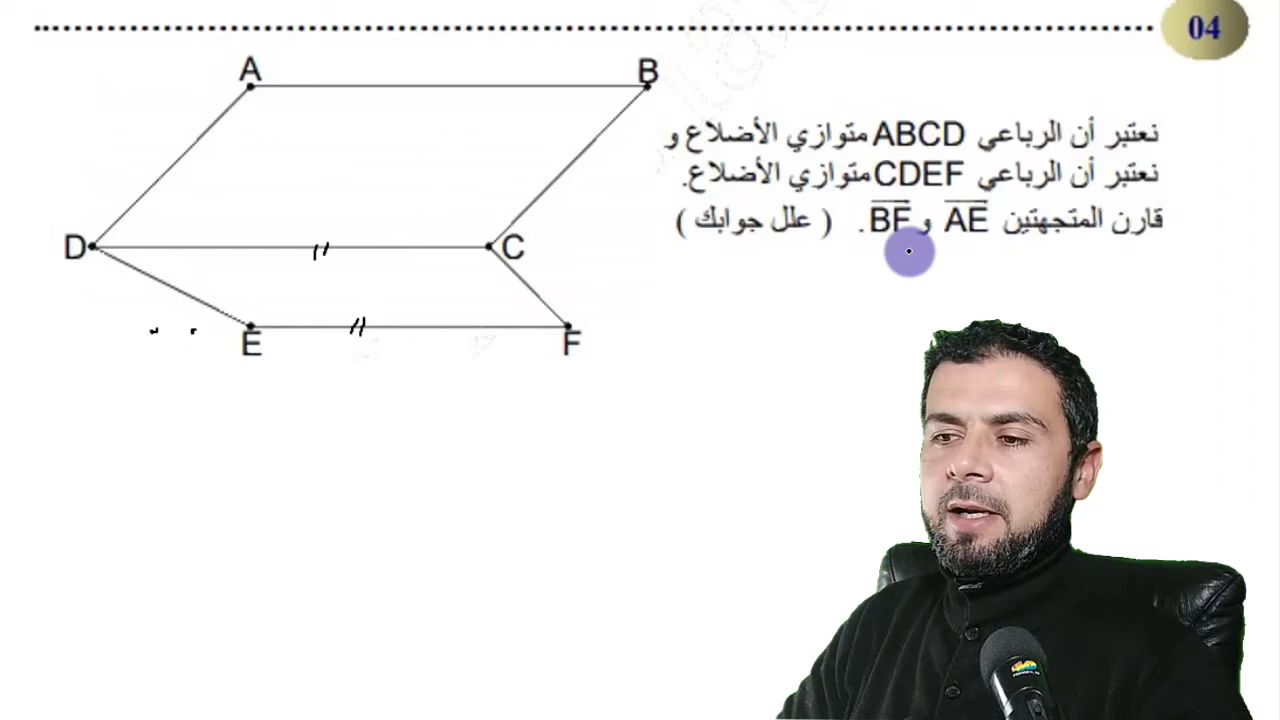 04
A
B
نعتبر أن الرباعي ABCD متوازي الأضلاع و
نعتبر أن الرباعي CDEF متوازي الأضلاع.
قارن المتجهتين AE و BF. ( علل جوابك )
D
C
E
F